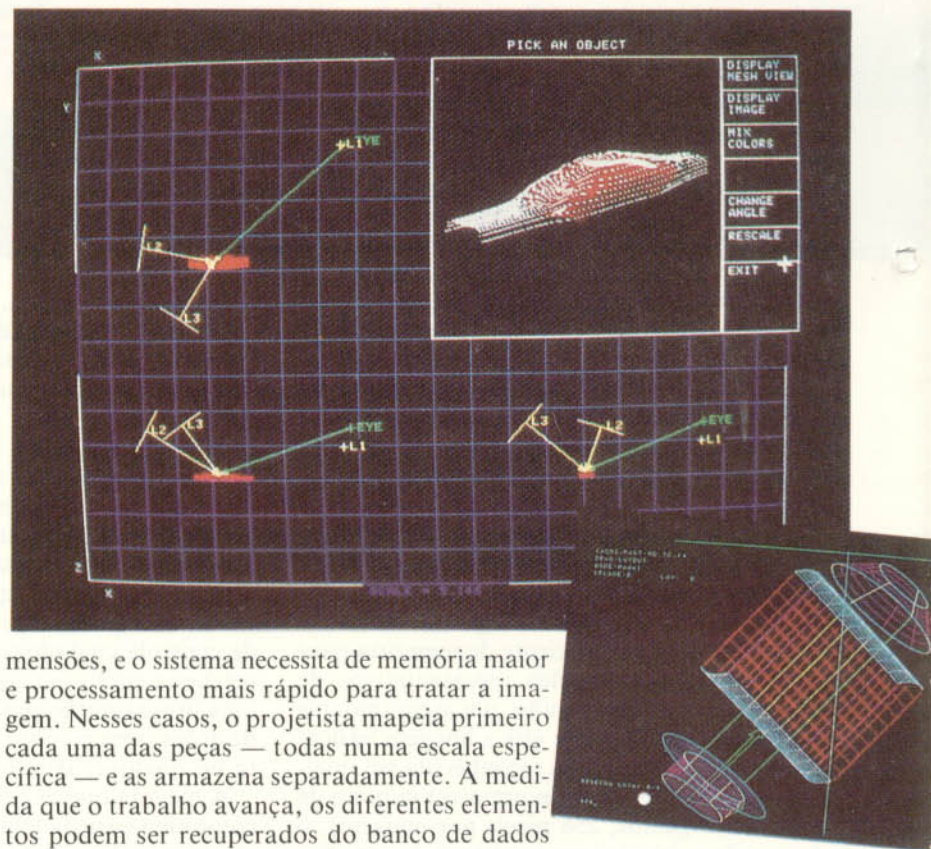 PICK AN OBJECT
X
Y
DISPLAY
MESH VIEW
DISPLAY
IMAGE
MIX
COLORS
CHANGE
ANGLE
RESCALE
EXIT
+L1
EYE
L2
L3
L2
L3
EYE
+L1
L3
L2
EYE
+L1
Z
X
mensões, e o sistema necessita de memória maior
e processamento mais rápido para tratar a ima-
gem. Nesses casos, o projetista mapeia primeiro
cada uma das peças — todas numa escala espe-
cífica — e as armazena separadamente. À medi-
da que o trabalho avança, os diferentes elemen-
tos podem ser recuperados do banco de dados